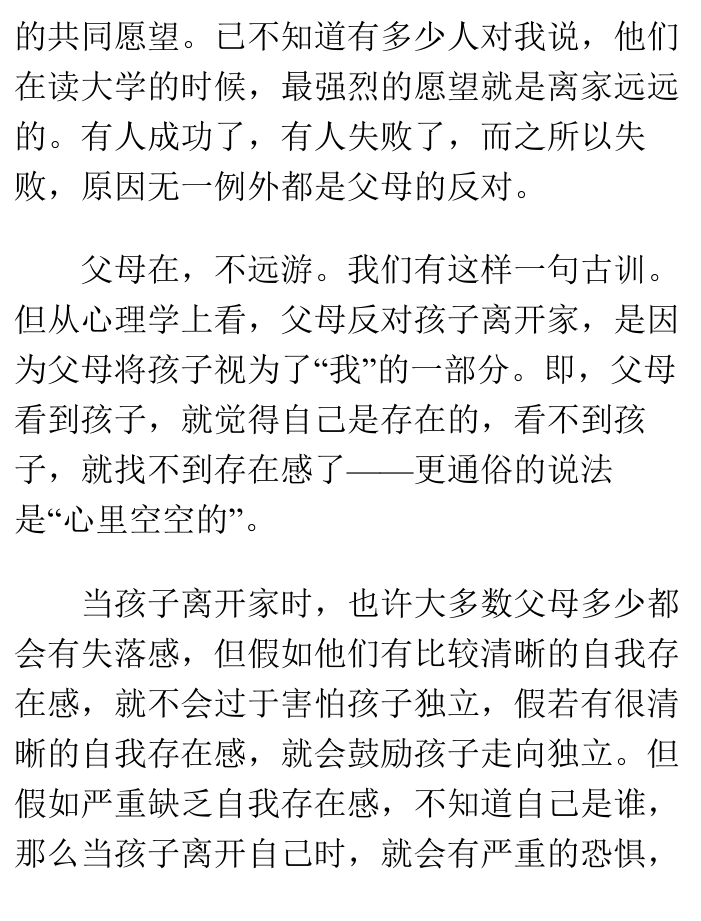 的共同愿望。已不知道有多少人对我说，他们
在读大学的时候，最强烈的愿望就是离家远远
的。有人成功了，有人失败了，而之所以失
败，原因无一例外都是父母的反对。
父母在，不远游。我们有这样一句古训。
但从心理学上看，父母反对孩子离开家，是因
为父母将孩子视为了“我”的一部分。即，父母
看到孩子，就觉得自己是存在的，看不到孩
子，就找不到存在感了——更通俗的说法
是“心里空空的”。
当孩子离开家时，也许大多数父母多少都
会有失落感，但假如他们有比较清晰的自我存
在感，就不会过于害怕孩子独立，假若有很清
晰的自我存在感，就会鼓励孩子走向独立。但
假如严重缺乏自我存在感，不知道自己是谁，
那么当孩子离开自己时，就会有严重的恐惧，